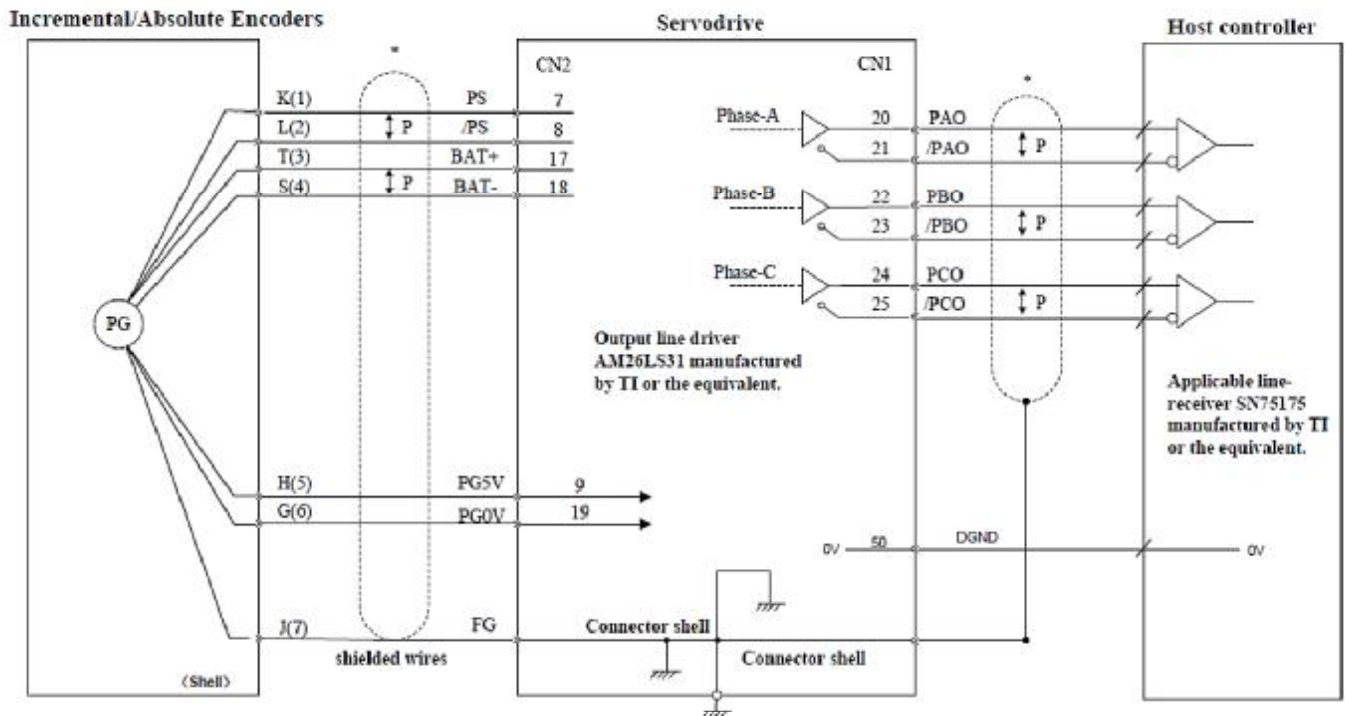 Incremental/Absolute Encoders
Servodrive
Host controller
*
*
CN2
CN1
K(1) PS 7
L(2) P /PS 8
T(3) BAT+ 17
S(4) P BAT- 18
Phase-A 20 PAO
21 /PAO P
Phase-B 22 PBO
23 /PBO P
Phase-C 24 PCO
25 /PCO P
PG
Output line driver
AM26LS31 manufactured
by TI or the equivalent.
Applicable line-
receiver SN75175
manufactured by TI
or the equivalent.
H(5) PG5V 9
G(6) PG0V 19
0V 50 DGND 0V
J(7) FG Connector shell
shielded wires Connector shell
(Shell)